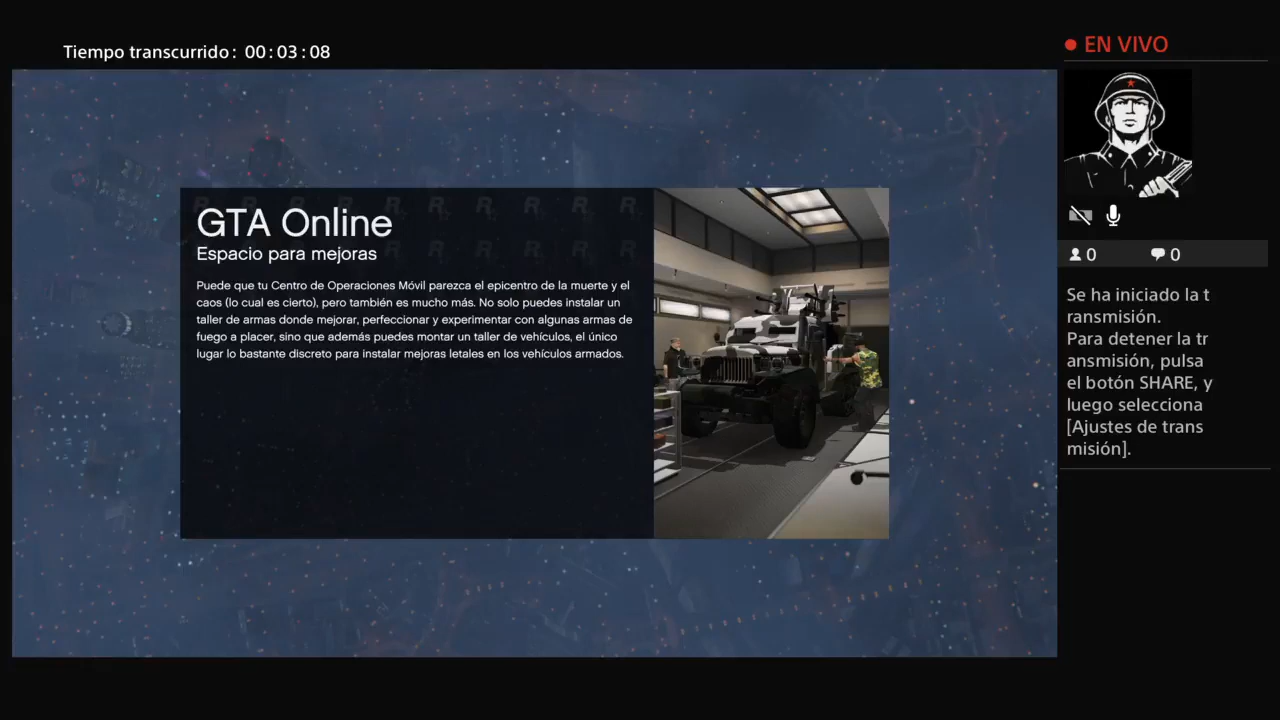 Tiempo transcurrido: 00:03:08
EN VIVO
GTA Online
Espacio para mejoras
Puede que tu Centro de Operaciones Móvil parezca el epicentro de la muerte y el
caos (lo cual es cierto), pero también es mucho más. No solo puedes instalar un
taller de armas donde mejorar, perfeccionar y experimentar con algunas armas de
fuego a placer, sino que además puedes montar un taller de vehículos, el único
lugar lo bastante discreto para instalar mejoras letales en los vehículos armados.
0
0
Se ha iniciado la t
ransmisión.
Para detener la tr
ansmisión, pulsa
el botón SHARE, y
luego selecciona
[Ajustes de trans
misión].